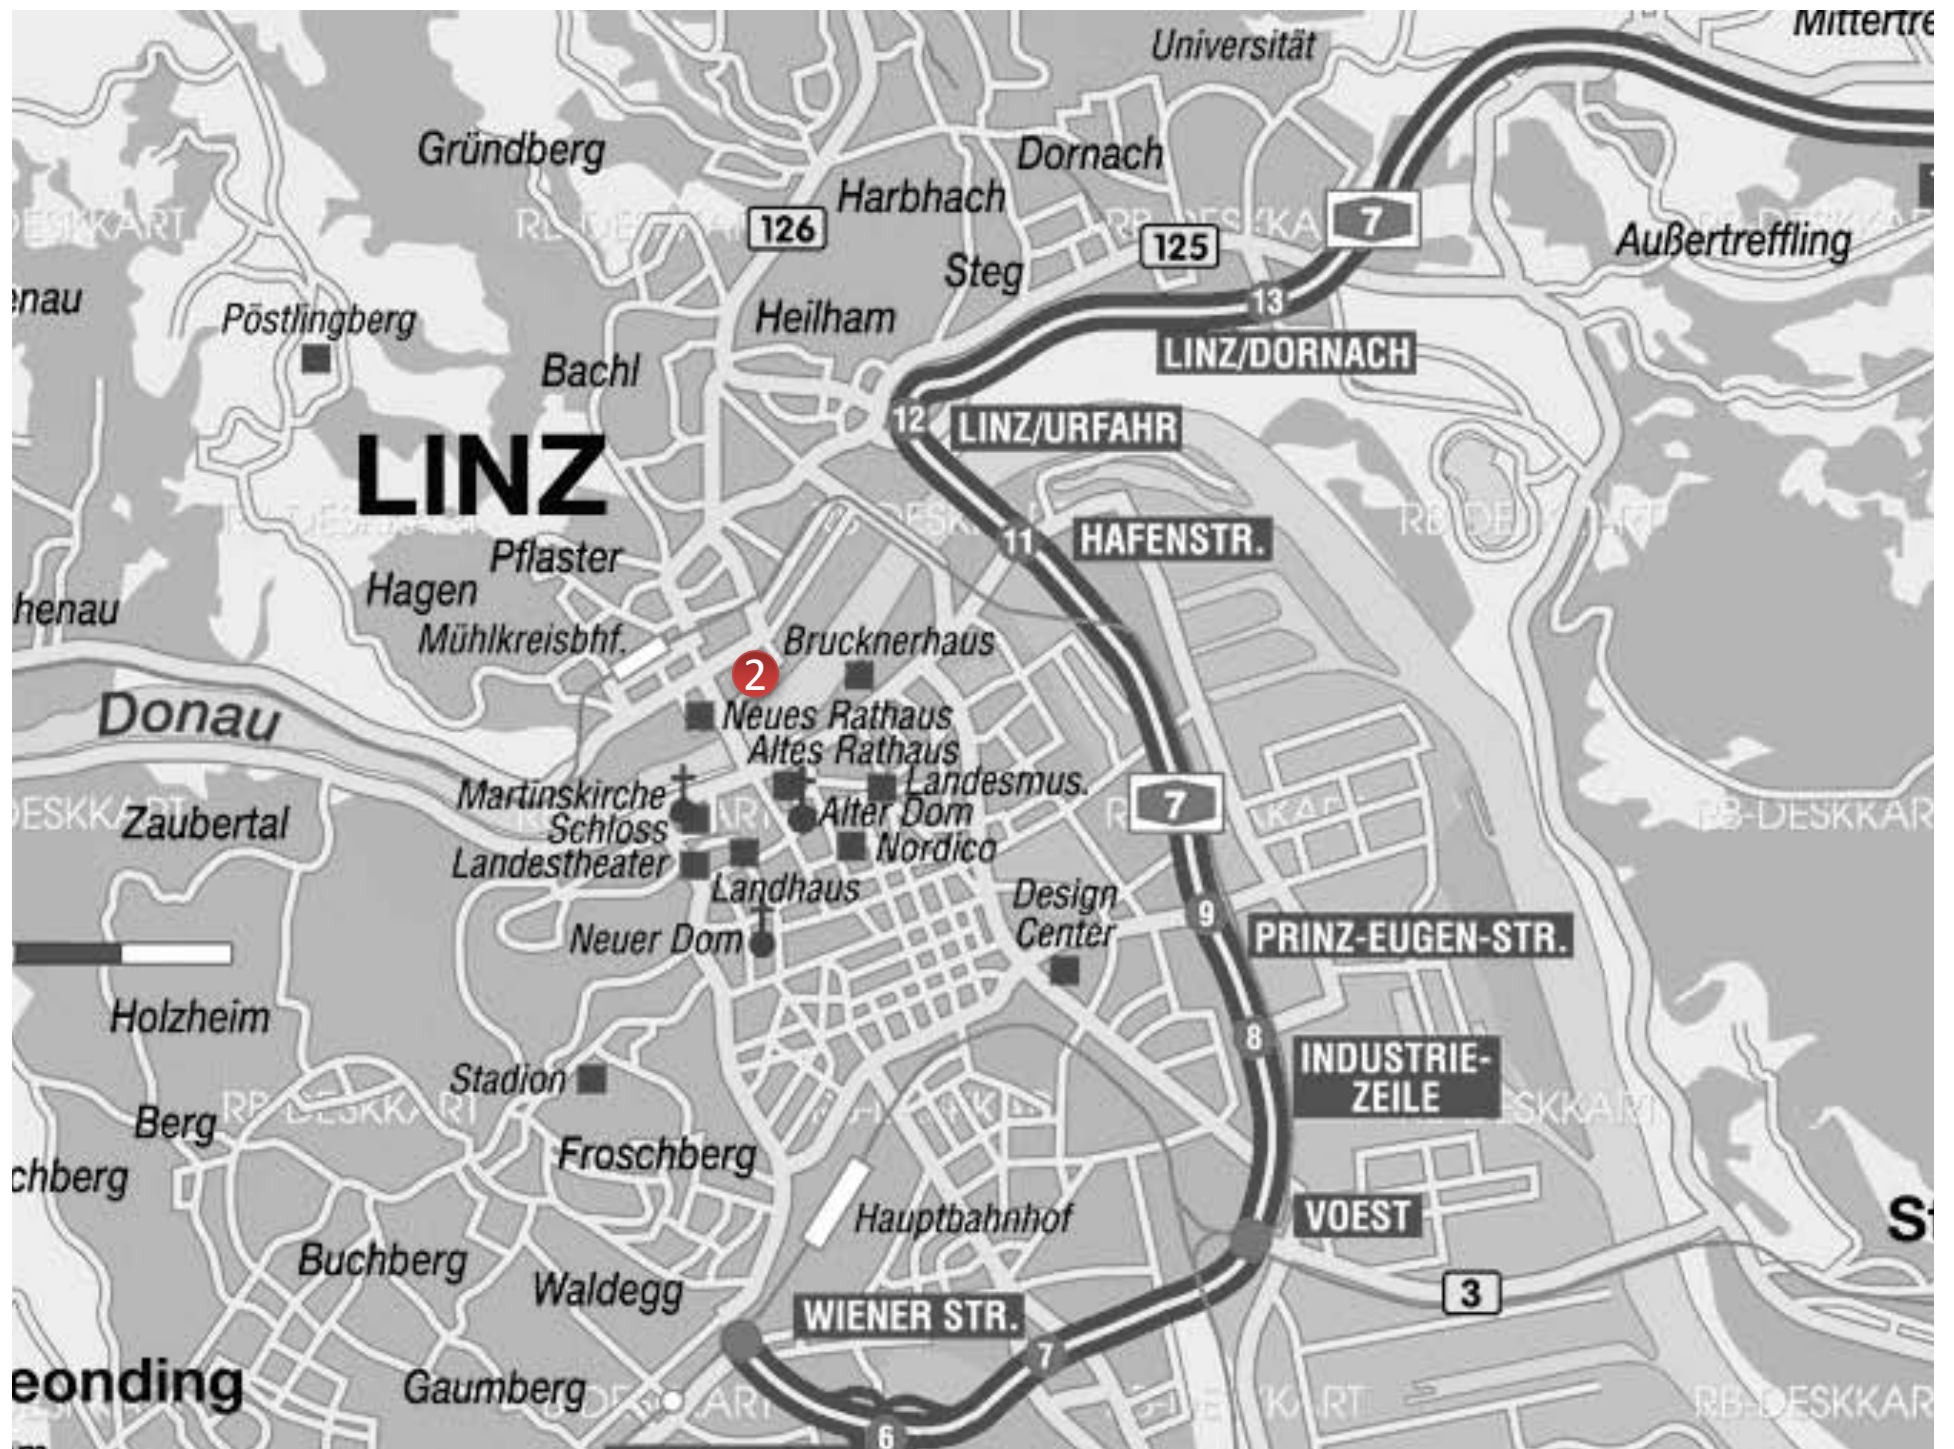 Universität
Mittertre
Gründberg
Dornach
Harbhach
7
126
125
Außertreffling
Steg
enau
Pöstlingberg
Heilham
13
LINZ/DORNACH
Bachl
12
LINZ/URFAHR
LINZ
11
HAFENSTR.
Pflaster
Hagen
henau
Mühlkreisbhf.
Brucknerhaus
2
Donau
Neues Rathaus
Altes Rathaus
Landesmus.
Martinskirche
7
Zaubertal
Schloss
Alter Dom
Landestheater
Nordico
Landhaus
Design
Center
9
PRINZ-EUGEN-STR.
Neuer Dom
Holzheim
8
INDUSTRIE-
ZEILE
Stadion
Berg
Froschberg
chberg
VOEST
Hauptbahnhof
St
Buchberg
Waldegg
3
WIENER STR.
7
eonding
Gaumberg
6
RB-DESKKART